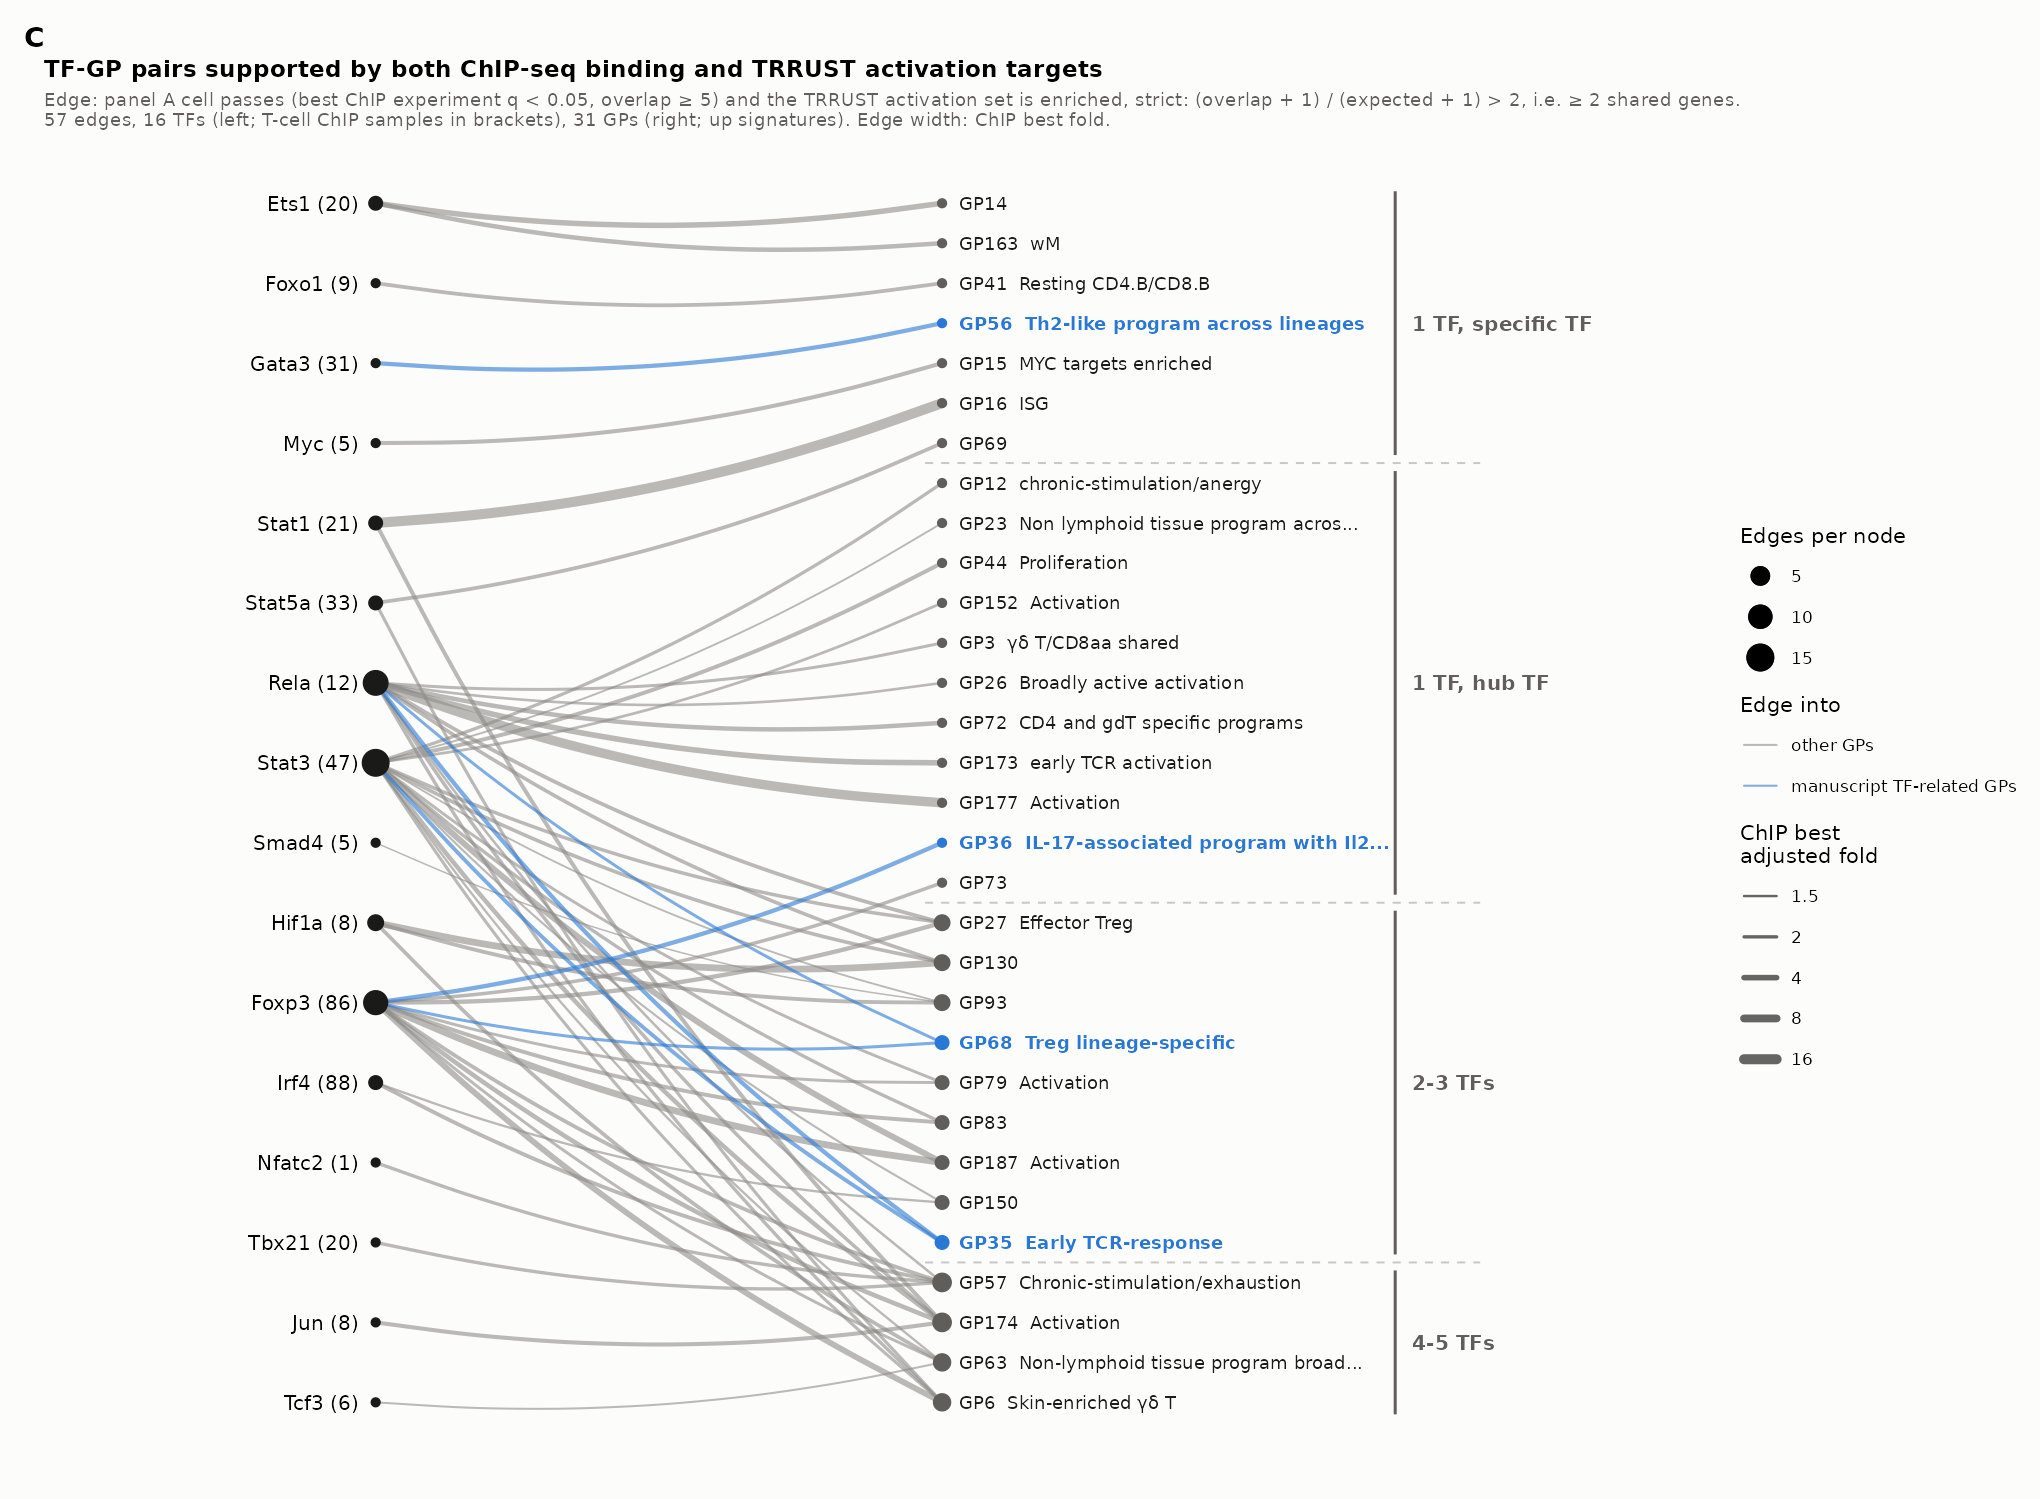 C
TF-GP pairs supported by both ChIP-seq binding and TRRUST activation targets
Edge: panel A cell passes (best ChIP experiment q < 0.05, overlap ≥ 5) and the TRRUST activation set is enriched, strict: (overlap + 1) / (expected + 1) > 2, i.e. ≥ 2 shared genes.
57 edges, 16 TFs (left; T-cell ChIP samples in brackets), 31 GPs (right; up signatures). Edge width: ChIP best fold.
Ets1 (20)
Foxo1 (9)
Gata3 (31)
Myc (5)
Stat1 (21)
Stat5a (33)
Rela (12)
Stat3 (47)
Smad4 (5)
Hif1a (8)
Foxp3 (86)
Irf4 (88)
Nfatc2 (1)
Tbx21 (20)
Jun (8)
Tcf3 (6)
GP14
GP163 wM
GP41 Resting CD4.B/CD8.B
GP56 Th2-like program across lineages
GP15 MYC targets enriched
GP16 ISG
GP69
GP12 chronic-stimulation/anergy
GP23 Non lymphoid tissue program acros...
GP44 Proliferation
GP152 Activation
GP3 γδ T/CD8aa shared
GP26 Broadly active activation
GP72 CD4 and gdT specific programs
GP173 early TCR activation
GP177 Activation
GP36 IL-17-associated program with Il2...
GP73
GP27 Effector Treg
GP130
GP93
GP68 Treg lineage-specific
GP79 Activation
GP83
GP187 Activation
GP150
GP35 Early TCR-response
GP57 Chronic-stimulation/exhaustion
GP174 Activation
GP63 Non-lymphoid tissue program broad...
GP6 Skin-enriched γδ T
1 TF, specific TF
1 TF, hub TF
2-3 TFs
4-5 TFs
Edges per node
5
10
15
Edge into
other GPs
manuscript TF-related GPs
ChIP best
adjusted fold
1.5
2
4
8
16